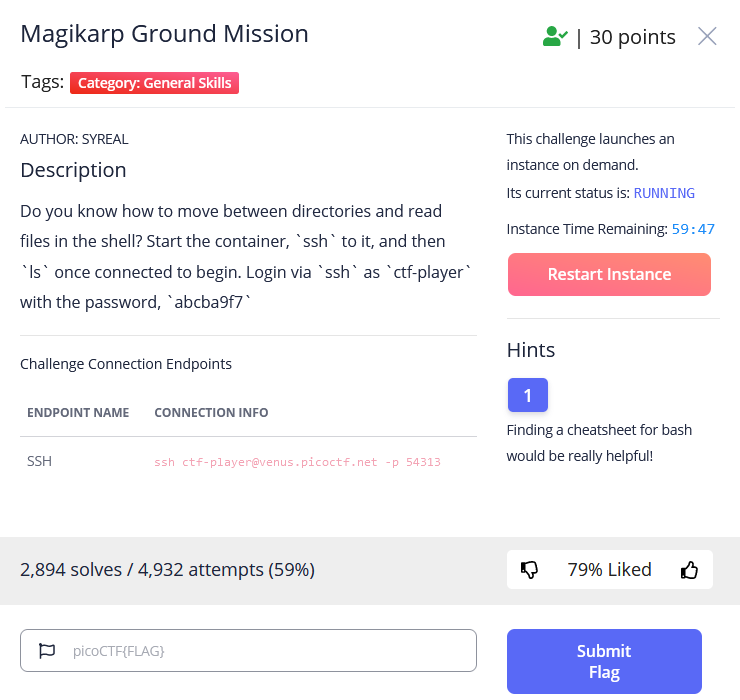 Magikarp Ground Mission
| 30 points
Tags: Category: General Skills
AUTHOR: SYREAL
Description
Do you know how to move between directories and read
files in the shell? Start the container, `ssh` to it, and then
`ls` once connected to begin. Login via `ssh` as `ctf-player`
with the password, `abcba9f7`
Challenge Connection Endpoints
ENDPOINT NAME CONNECTION INFO
SSH ssh ctf-player@venus.picoctf.net -p 54313
This challenge launches an
instance on demand.
Its current status is: RUNNING
Instance Time Remaining: 59:47
Restart Instance
Hints
1
Finding a cheatsheet for bash
would be really helpful!
2,894 solves / 4,932 attempts (59%)
79% Liked
picoCTF{FLAG}
Submit
Flag